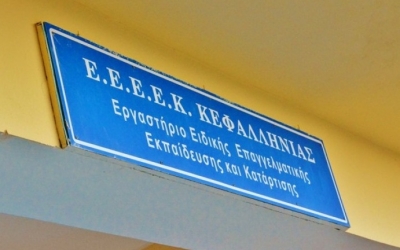 Ε.Ε.Ε.Ε.Κ. ΚΕΦΑΛΛΗΝΙΑΣ
Εργαστήριο Ειδικής Επαγγελματικής
Εκπαίδευσης και Κατάρτισης